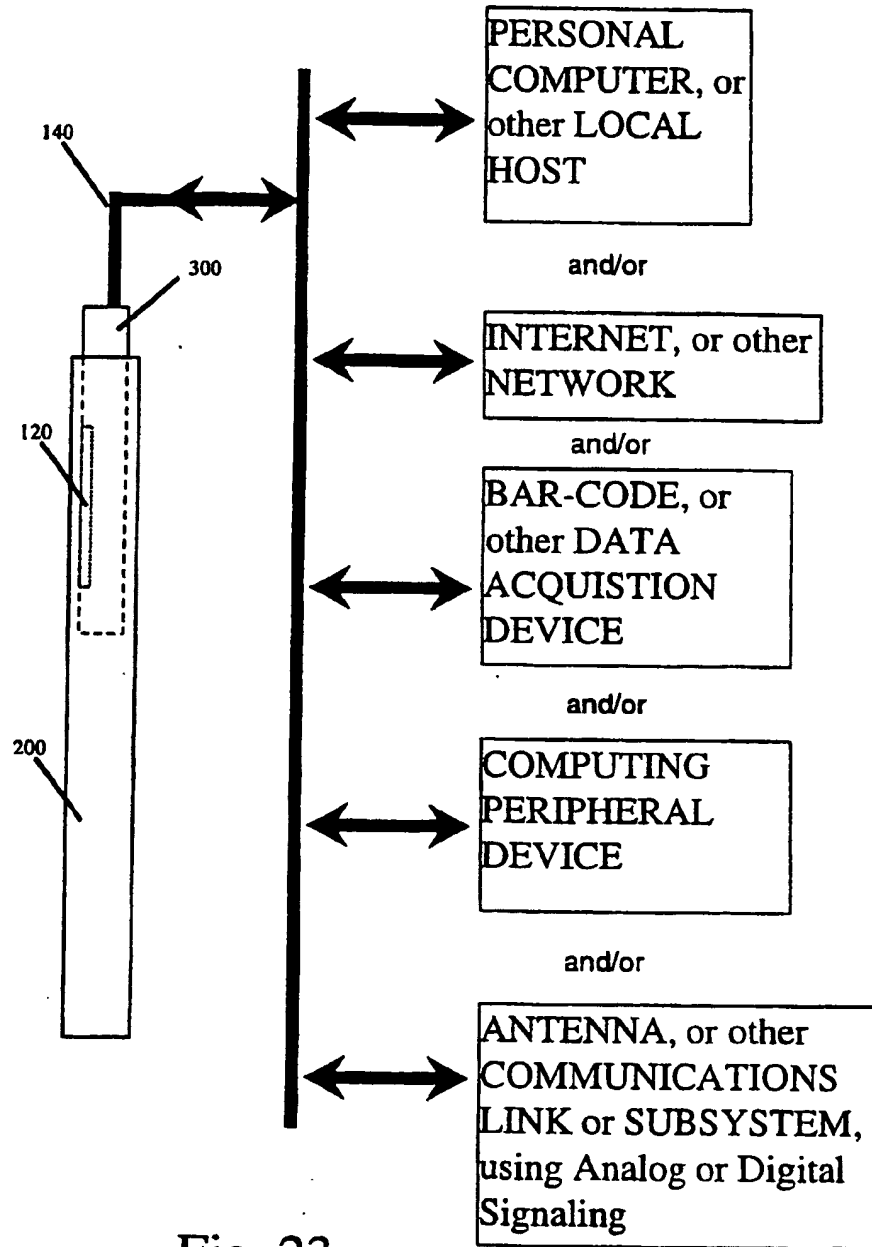 PERSONAL
COMPUTER, or
other LOCAL
HOST
140
and/or
300
INTERNET, or other
NETWORK
and/or
120
BAR-CODE, or
other DATA
ACQUISTION
DEVICE
and/or
200
COMPUTING
PERIPHERAL
DEVICE
and/or
ANTENNA, or other
COMMUNICATIONS
LINK or SUBSYSTEM,
using Analog or Digital
Signaling
Fig. 23